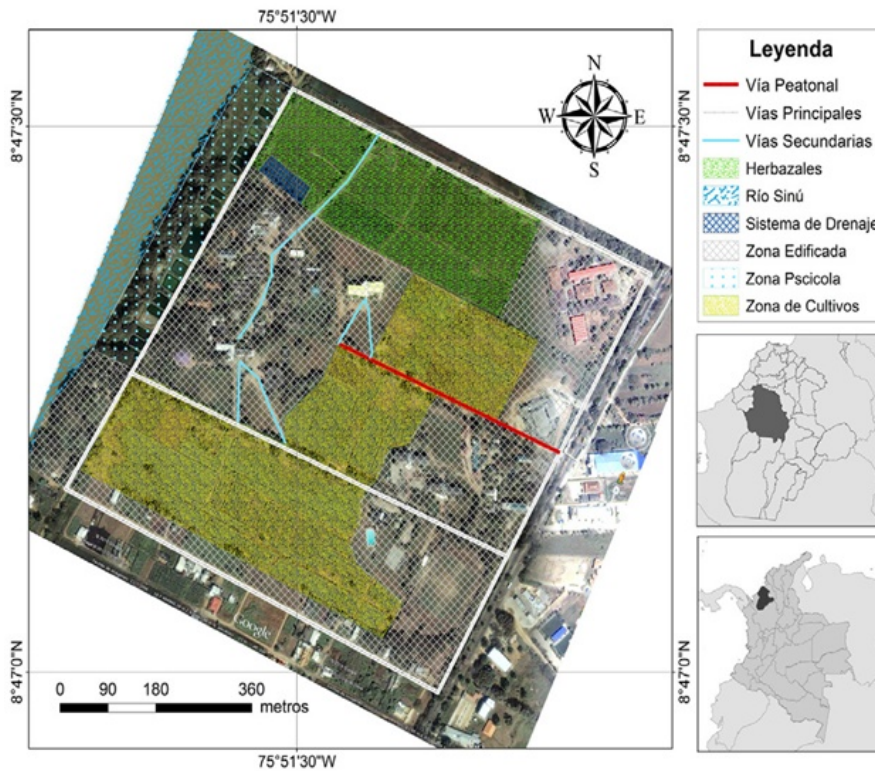 75°51'30"W
8°47'30"N
8°47'30"N
N
W
E
S
Leyenda
Vía Peatonal
Vías Principales
Vías Secundarias
Herbazales
Río Sinú
Sistema de Drenaje
Zona Edificada
Zona Pscicola
Zona de Cultivos
Google
8°47'0"N
8°47'0"N
0 90 180 360
metros
75°51'30"W